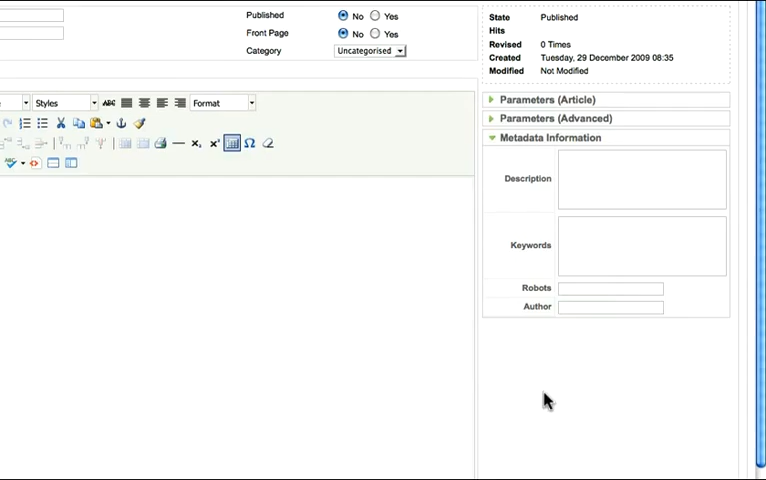 Published No Yes
Front Page No Yes
Category Uncategorised
Styles ABC Format
State Published
Hits
Revised 0 Times
Created Tuesday, 29 December 2009 08:35
Modified Not Modified
Parameters (Article)
Parameters (Advanced)
Metadata Information
Description
Keywords
Robots
Author